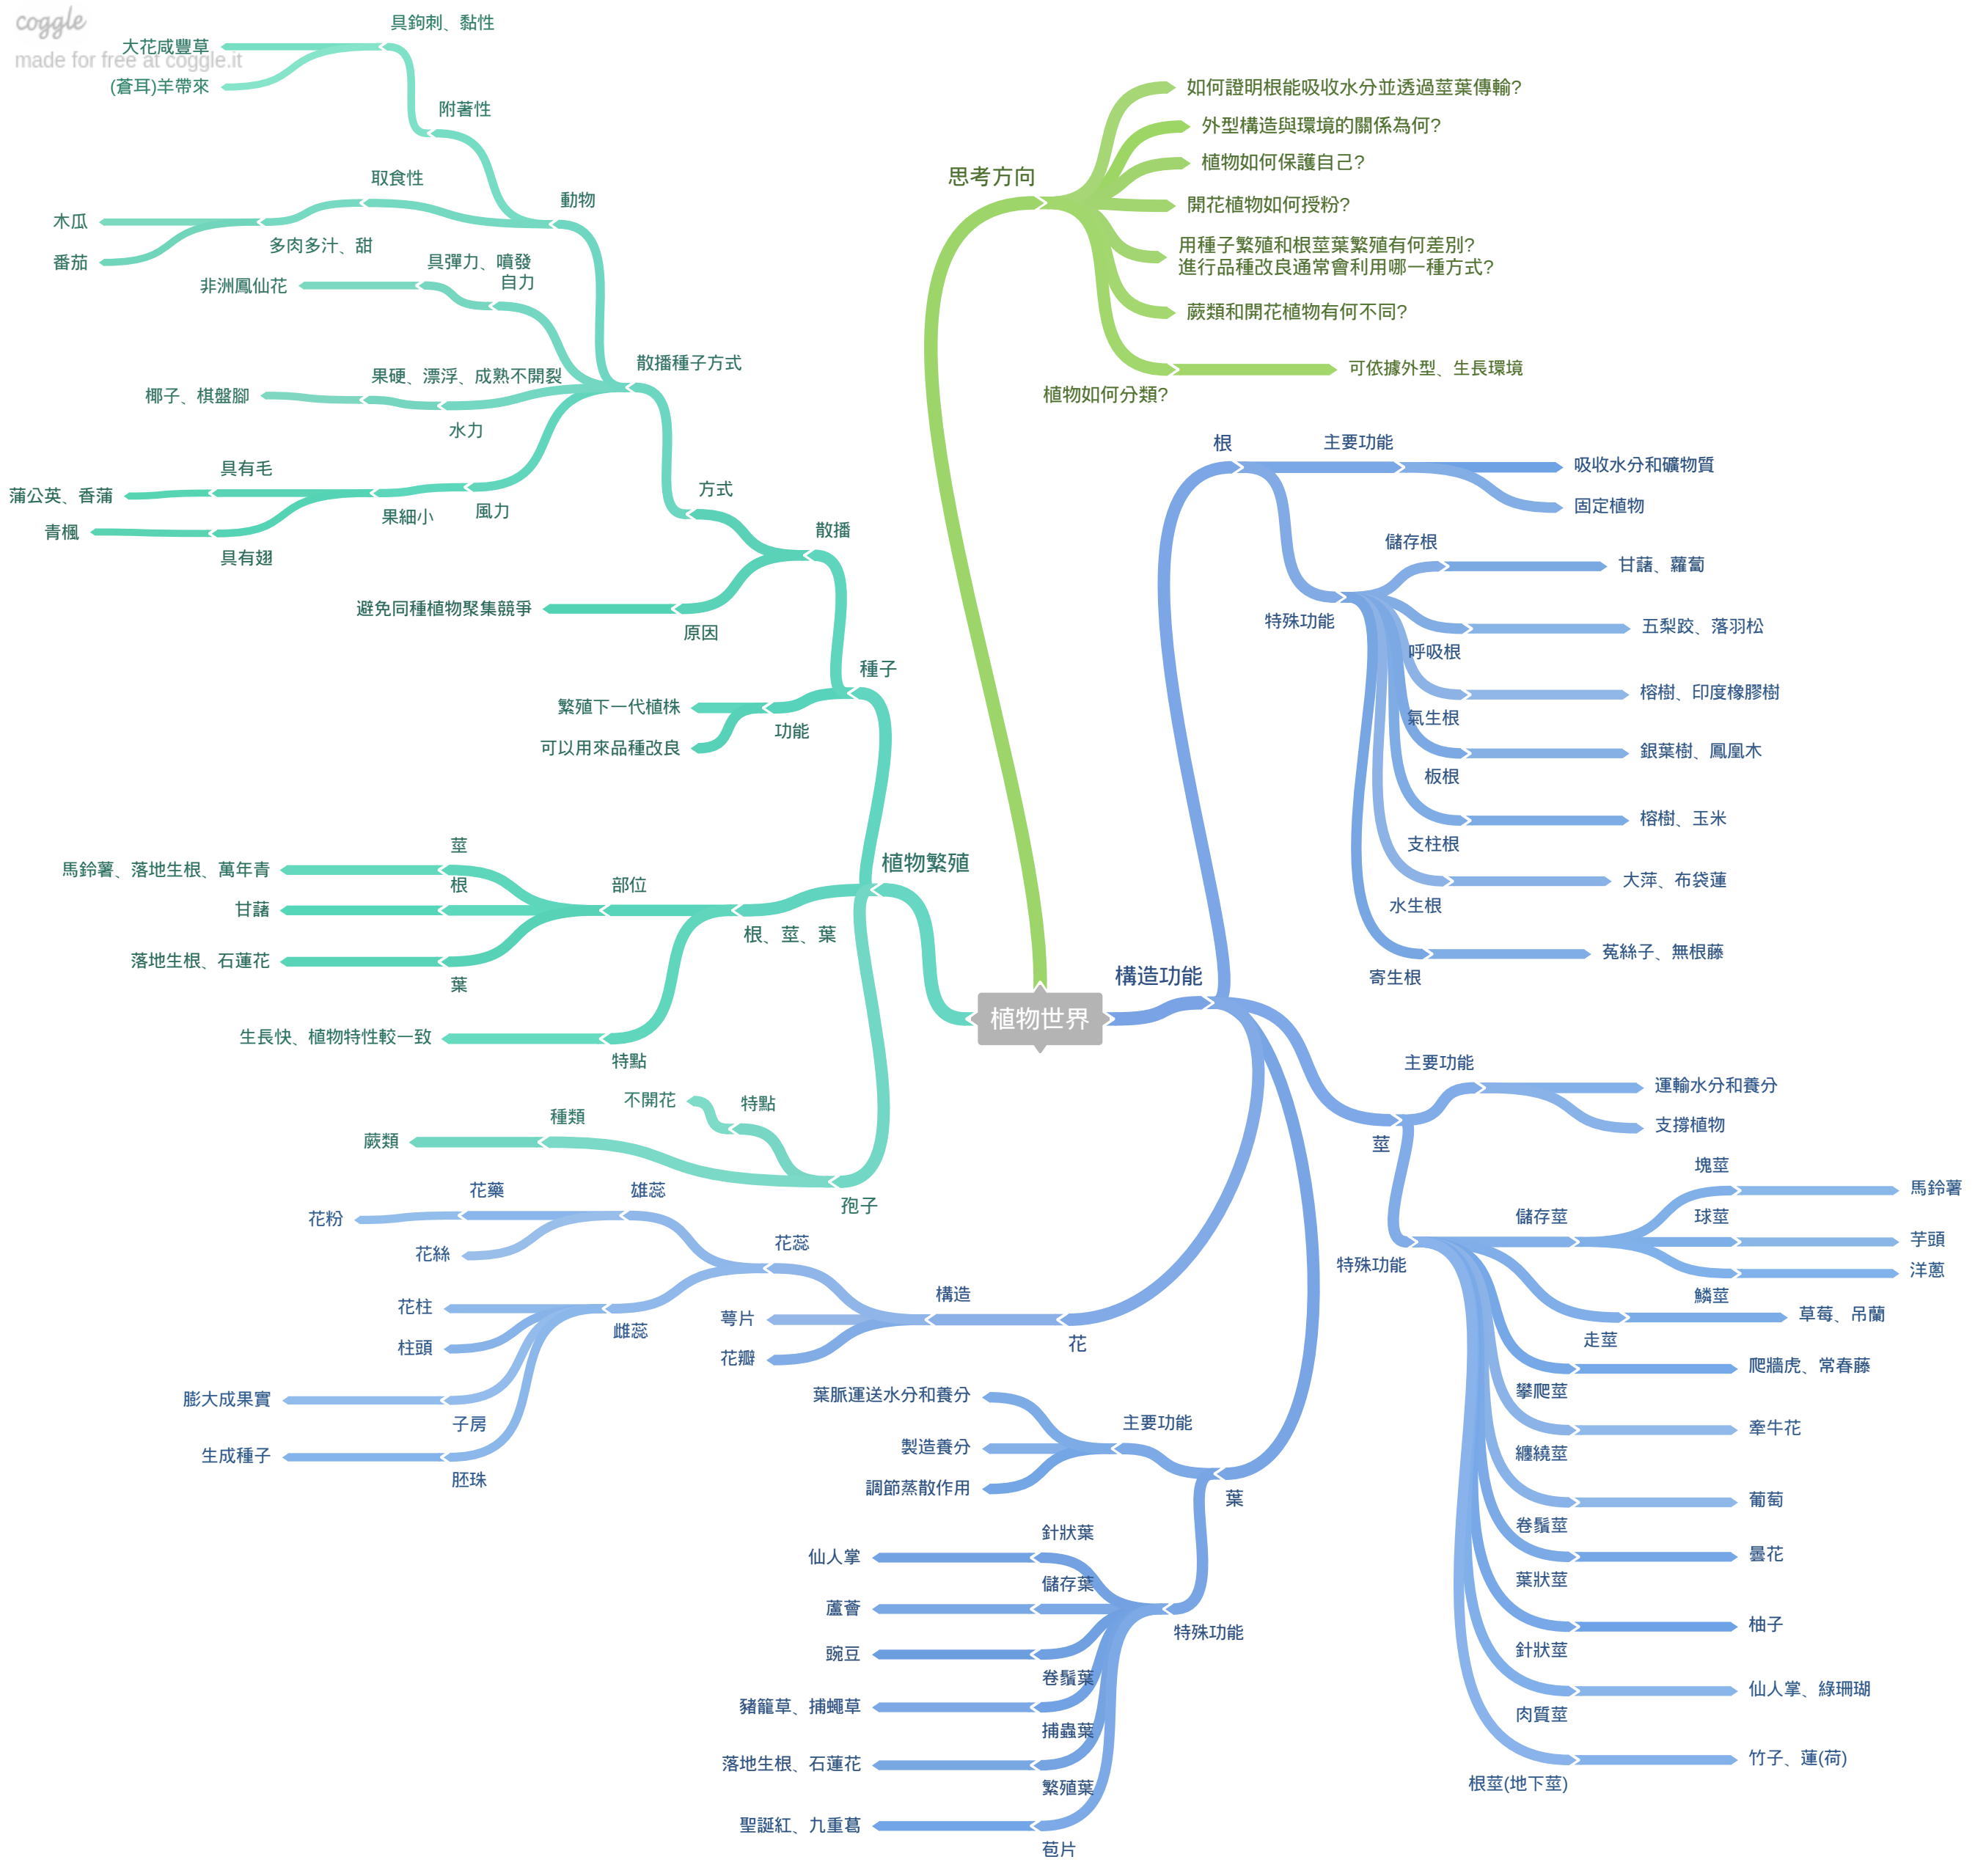 coggle
made for free at coggle.it
植物世界
思考方向
如何證明根能吸收水分並透過莖葉傳輸?
外型構造與環境的關係為何?
植物如何保護自己?
開花植物如何授粉?
用種子繁殖和根莖葉繁殖有何差別?
進行品種改良通常會利用哪一種方式?
蕨類和開花植物有何不同?
植物如何分類?
可依據外型、生長環境
構造功能
根
主要功能
吸收水分和礦物質
固定植物
特殊功能
儲存根
甘藷、蘿蔔
呼吸根
五梨跤、落羽松
氣生根
榕樹、印度橡膠樹
板根
銀葉樹、鳳凰木
支柱根
榕樹、玉米
水生根
大萍、布袋蓮
寄生根
菟絲子、無根藤
莖
主要功能
運輸水分和養分
支撐植物
特殊功能
儲存莖
塊莖
馬鈴薯
球莖
芋頭
鱗莖
洋蔥
走莖
草莓、吊蘭
攀爬莖
爬牆虎、常春藤
纏繞莖
牽牛花
卷鬚莖
葡萄
葉狀莖
曇花
針狀莖
柚子
肉質莖
仙人掌、綠珊瑚
根莖(地下莖)
竹子、蓮(荷)
葉
主要功能
葉脈運送水分和養分
製造養分
調節蒸散作用
特殊功能
針狀葉
仙人掌
儲存葉
蘆薈
卷鬚葉
豌豆
捕蟲葉
豬籠草、捕蠅草
繁殖葉
落地生根、石蓮花
苞片
聖誕紅、九重葛
花
構造
花蕊
雄蕊
花藥
花粉
花絲
雌蕊
花柱
柱頭
子房
膨大成果實
胚珠
生成種子
萼片
花瓣
植物繁殖
種子
散播
方式
散播種子方式
動物
附著性
具鉤刺、黏性
大花咸豐草
(蒼耳)羊帶來
取食性
多肉多汁、甜
木瓜
番茄
自力
具彈力、噴發
非洲鳳仙花
水力
果硬、漂浮、成熟不開裂
椰子、棋盤腳
風力
果細小
具有毛
蒲公英、香蒲
具有翅
青楓
原因
避免同種植物聚集競爭
功能
繁殖下一代植株
可以用來品種改良
根、莖、葉
部位
莖
馬鈴薯、落地生根、萬年青
根
甘藷
葉
落地生根、石蓮花
特點
生長快、植物特性較一致
孢子
特點
不開花
種類
蕨類